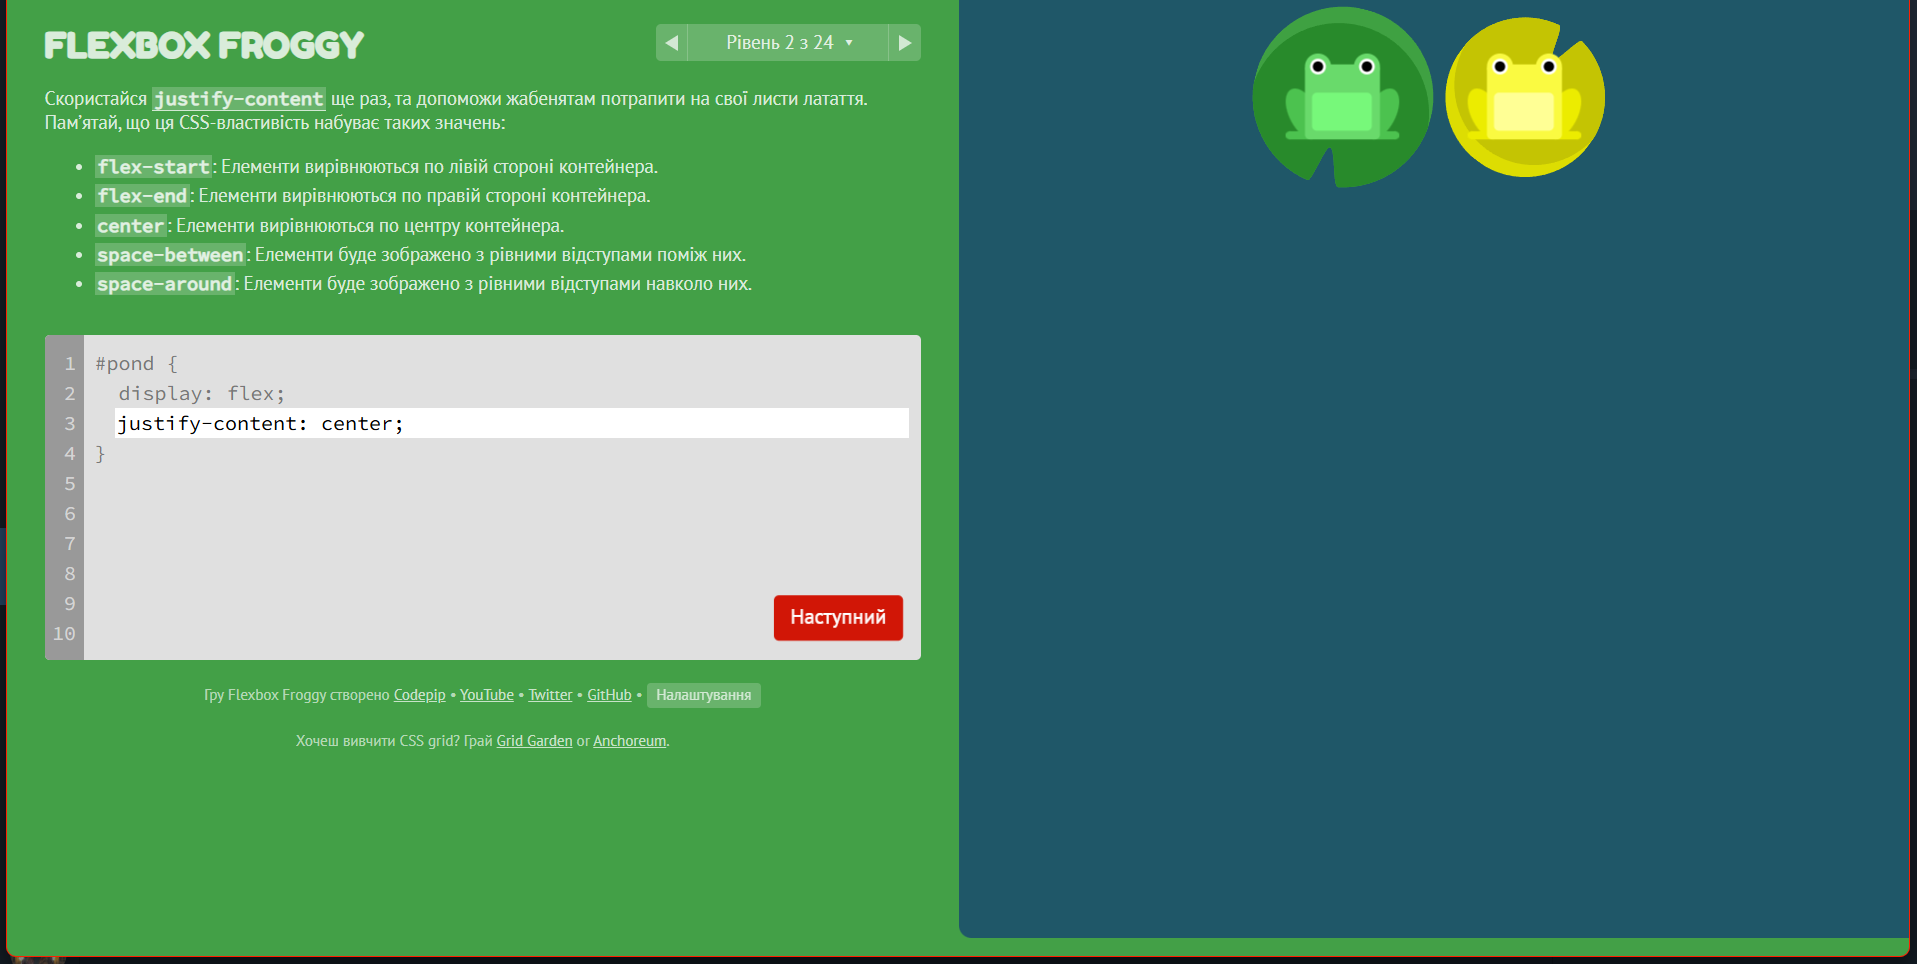 FLEXBOX FROGGY
◀ Рівень 2 з 24 ▼ ▶
Скористайся justify-content ще раз, та допоможи жабенятам потрапити на свої листи латаття.
Пам’ятай, що ця CSS-властивість набуває таких значень:
• flex-start: Елементи вирівнюються по лівій стороні контейнера.
• flex-end: Елементи вирівнюються по правій стороні контейнера.
• center: Елементи вирівнюються по центру контейнера.
• space-between: Елементи буде зображено з рівними відступами поміж них.
• space-around: Елементи буде зображено з рівними відступами навколо них.
1 #pond {
2 display: flex;
3 justify-content: center;
4 }
5
6
7
8
9
10
Наступний
Гру Flexbox Froggy створено Codepip • YouTube • Twitter • GitHub • Налаштування
Хочеш вивчити CSS grid? Грай Grid Garden or Anchoreum.